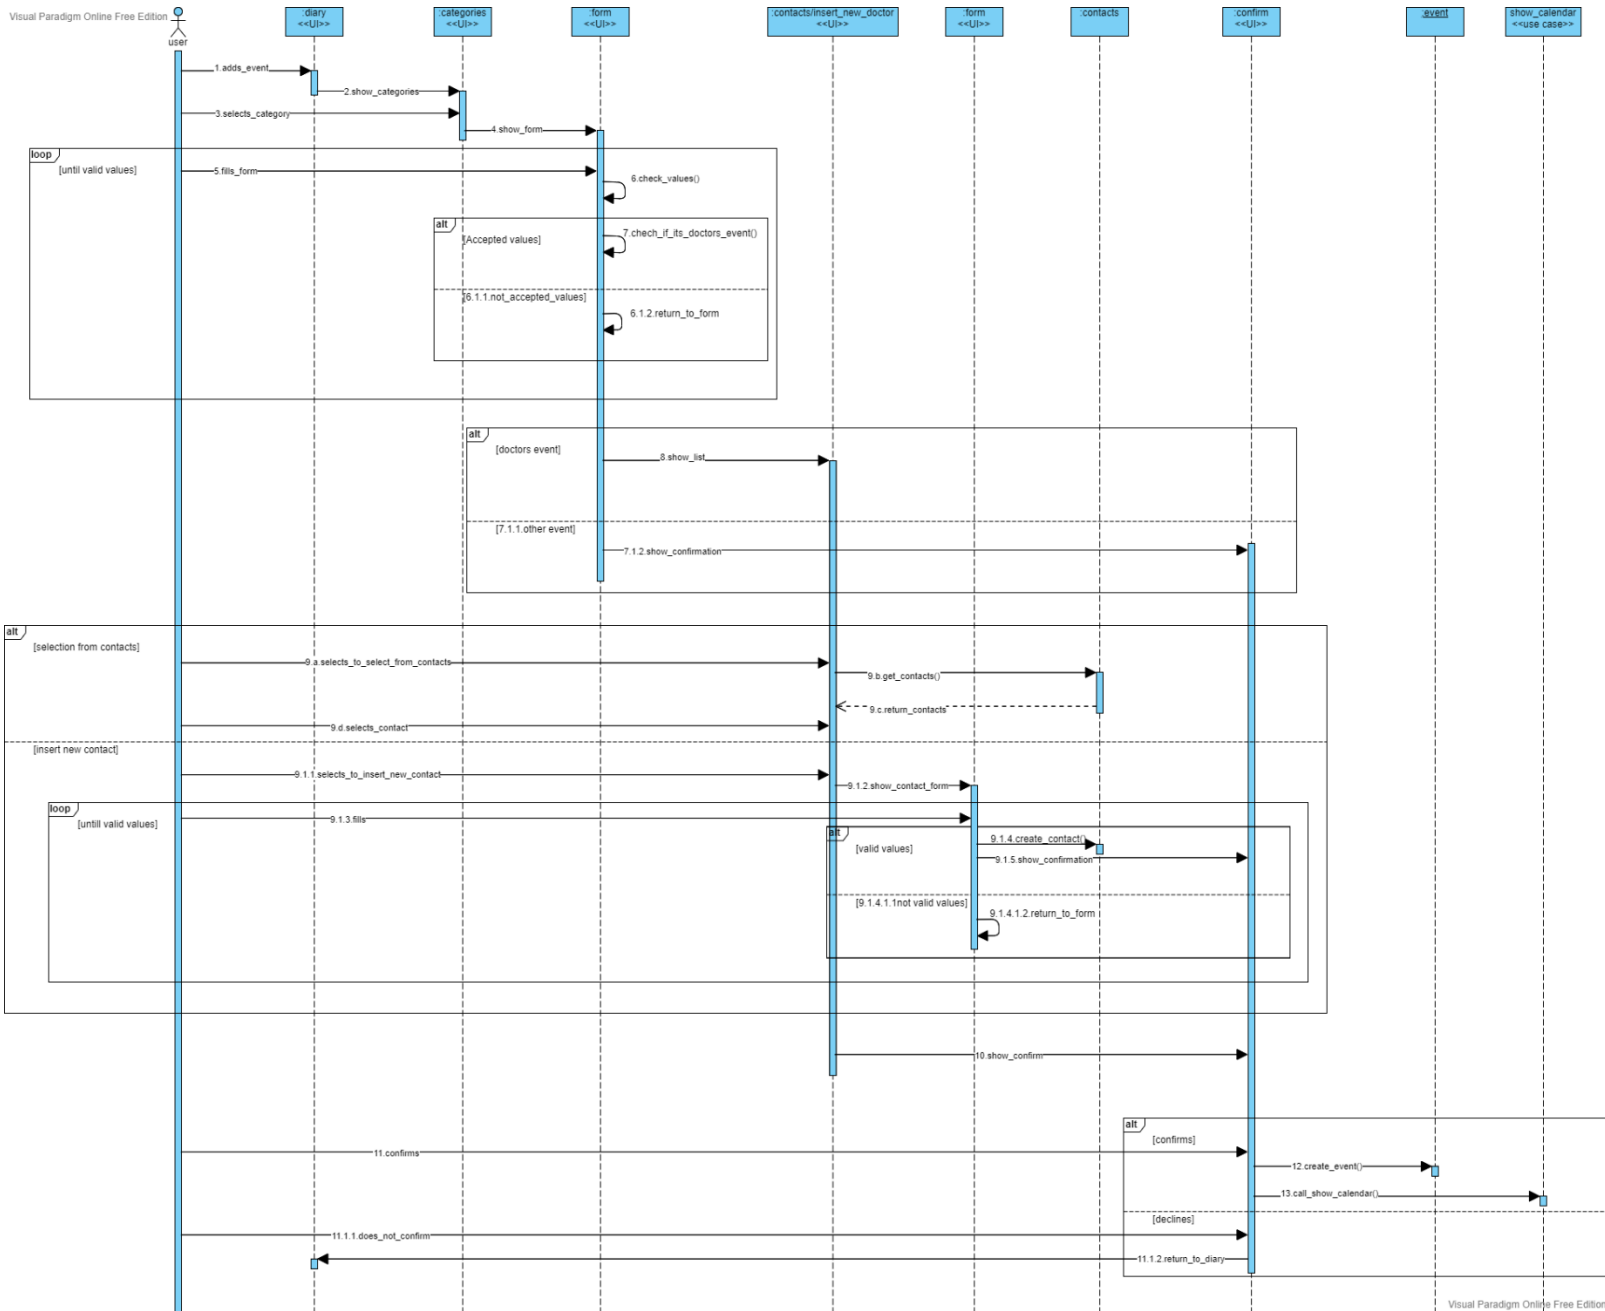 Visual Paradigm Online Free Edition
user
:diary
<<UI>>
:categories
<<UI>>
:form
<<UI>>
:contacts/insert_new_doctor
<<UI>>
:form
<<UI>>
:contacts
:confirm
<<UI>>
:event
show_calendar
<<use case>>
1.adds_event
2.show_categories
3.selects_category
4.show_form
loop
[until valid values]
5.fills_form
6.check_values()
alt
[Accepted values]
7.chech_if_its_doctors_event()
[6.1.1.not_accepted_values]
6.1.2.return_to_form
alt
[doctors event]
8.show_list
[7.1.1.other event]
7.1.2.show_confirmation
alt
[selection from contacts]
9.a.selects_to_select_from_contacts
9.b.get_contacts()
9.c.return_contacts
9.d.selects_contact
[insert new contact]
9.1.1.selects_to_insert_new_contact
9.1.2.show_contact_form
loop
[untill valid values]
9.1.3.fills
alt
[valid values]
9.1.4.create_contact()
9.1.5.show_confirmation
[9.1.4.1.1not valid values]
9.1.4.1.2.return_to_form
10.show_confirm
alt
[confirms]
11.confirms
12.create_event()
13.call_show_calendar()
[declines]
11.1.1.does_not_confirm
11.1.2.return_to_diary
Visual Paradigm Online Free Edition